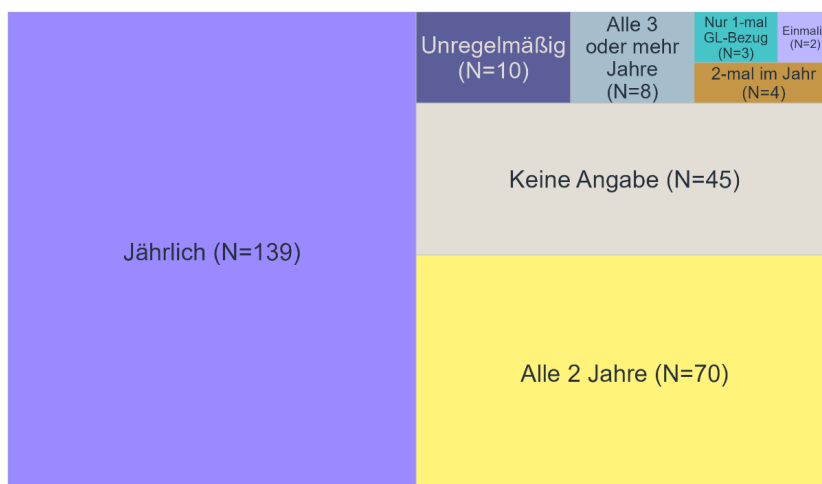 Jährlich (N=139)
Unregelmäßig
(N=10)
Alle 3
oder mehr
Jahre
(N=8)
Nur 1-mal
GL-Bezug
(N=3)
Einmali
(N=2)
2-mal im Jahr
(N=4)
Keine Angabe (N=45)
Alle 2 Jahre (N=70)